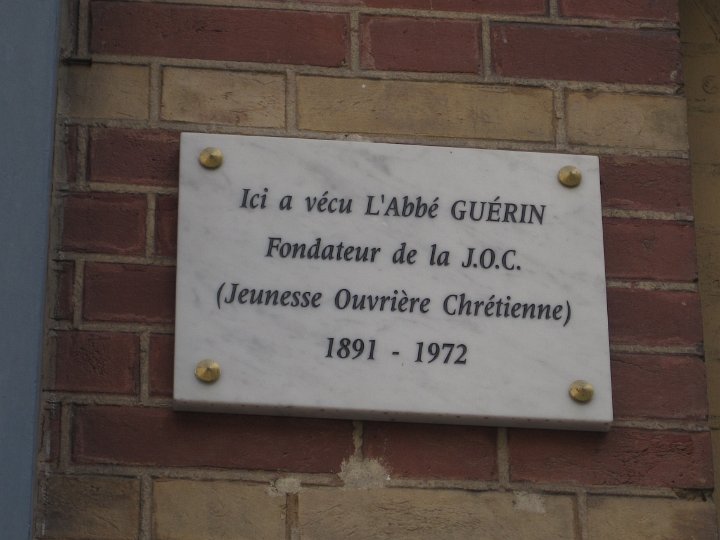 Ici a vécu L'Abbé GUÉRIN
Fondateur de la J.O.C.
(Jeunesse Ouvrière Chrétienne)
1891 - 1972